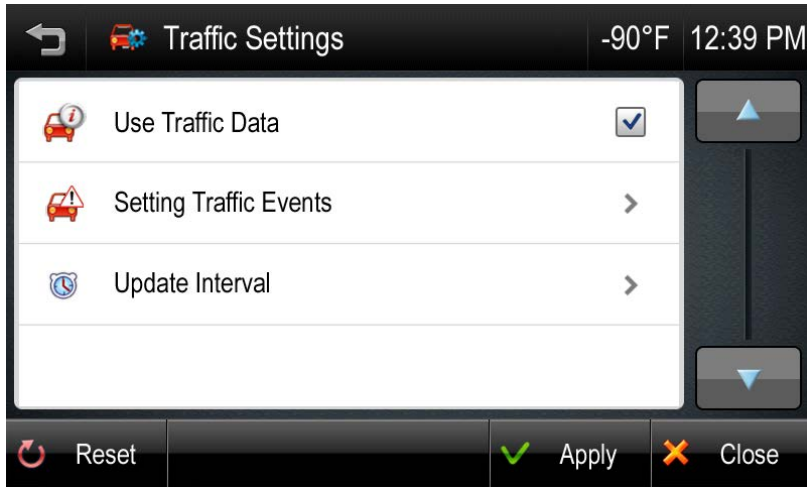 Traffic Settings
-90°F 12:39 PM
Use Traffic Data
Setting Traffic Events
Update Interval
Reset
Apply
Close